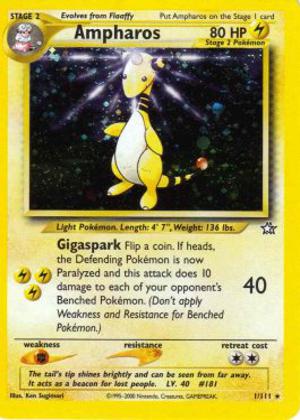 STAGE 2 Evolves from Flaaffy Put Ampharos on the Stage 1 card
Ampharos 80 HP
Stage 2 Pokémon
Light Pokémon. Length: 4' 7", Weight: 136 lbs.
Gigaspark Flip a coin. If heads,
the Defending Pokémon is now
Paralyzed and this attack does 10
damage to each of your opponent's
Benched Pokémon. (Don't apply
Weakness and Resistance for Benched
Pokémon.)
40
weakness resistance retreat cost
The tail's tip shines brightly and can be seen from far away.
It acts as a beacon for lost people. LV. 40 #181
Illus. Ken Sugimori ©1995-2000 Nintendo, Creatures, GAMEFREAK. 1/111 ★